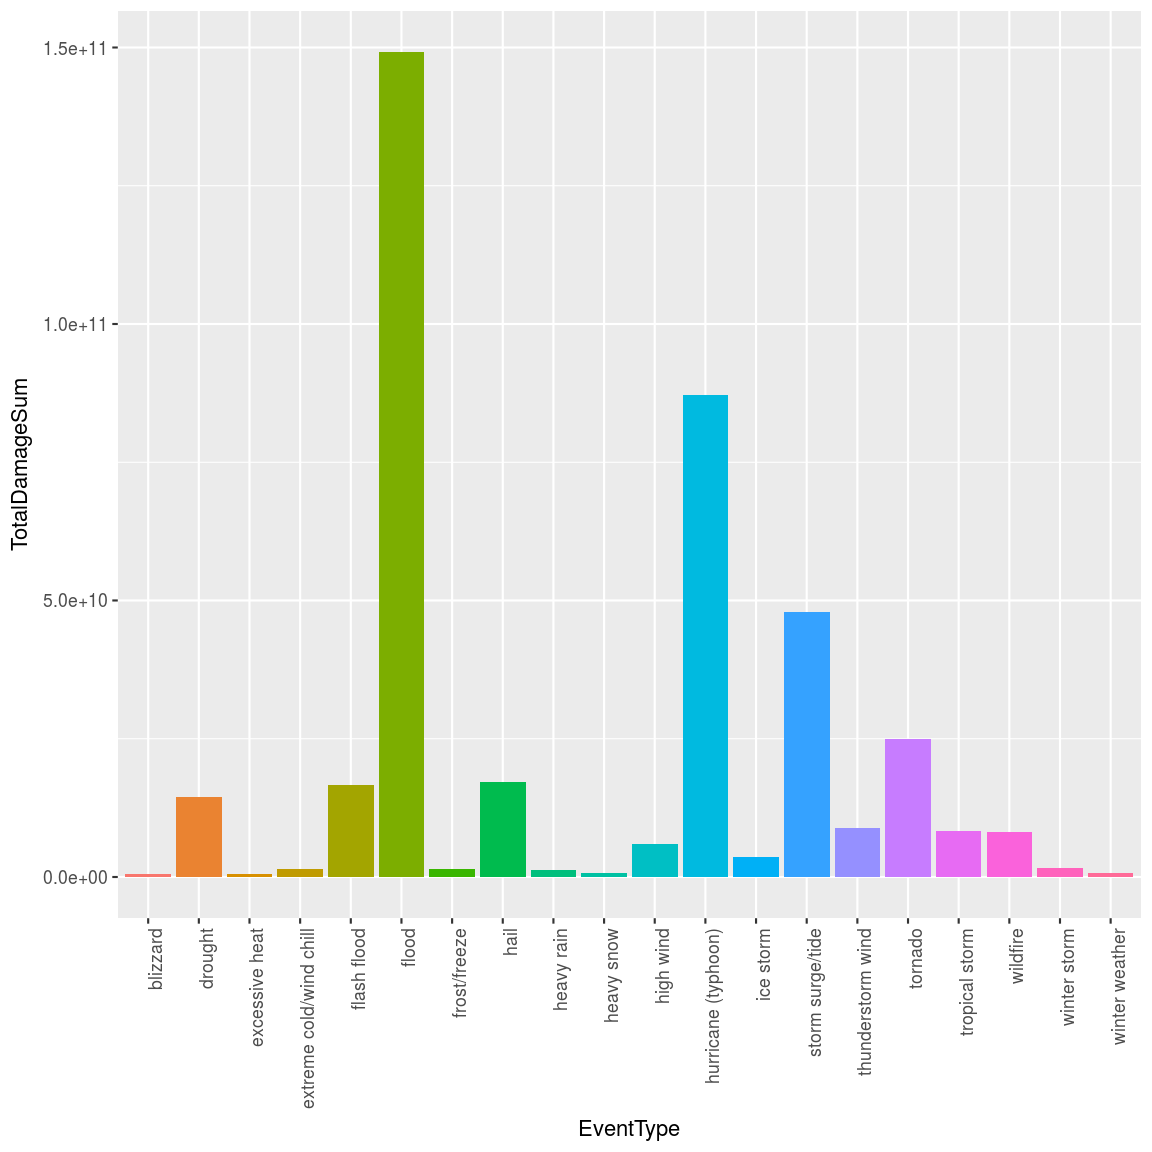 TotalDamageSum
1.5e+11
1.0e+11
5.0e+10
0.0e+00
blizzard
drought
excessive heat
extreme cold/wind chill
flash flood
flood
frost/freeze
hail
heavy rain
heavy snow
high wind
hurricane (typhoon)
ice storm
storm surge/tide
thunderstorm wind
tornado
tropical storm
wildfire
winter storm
winter weather
EventType